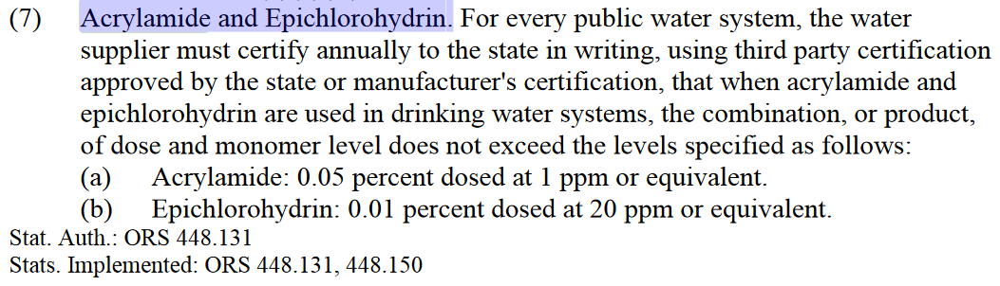 (7) Acrylamide and Epichlorohydrin. For every public water system, the water
supplier must certify annually to the state in writing, using third party certification
approved by the state or manufacturer's certification, that when acrylamide and
epichlorohydrin are used in drinking water systems, the combination, or product,
of dose and monomer level does not exceed the levels specified as follows:
(a) Acrylamide: 0.05 percent dosed at 1 ppm or equivalent.
(b) Epichlorohydrin: 0.01 percent dosed at 20 ppm or equivalent.
Stat. Auth.: ORS 448.131
Stats. Implemented: ORS 448.131, 448.150